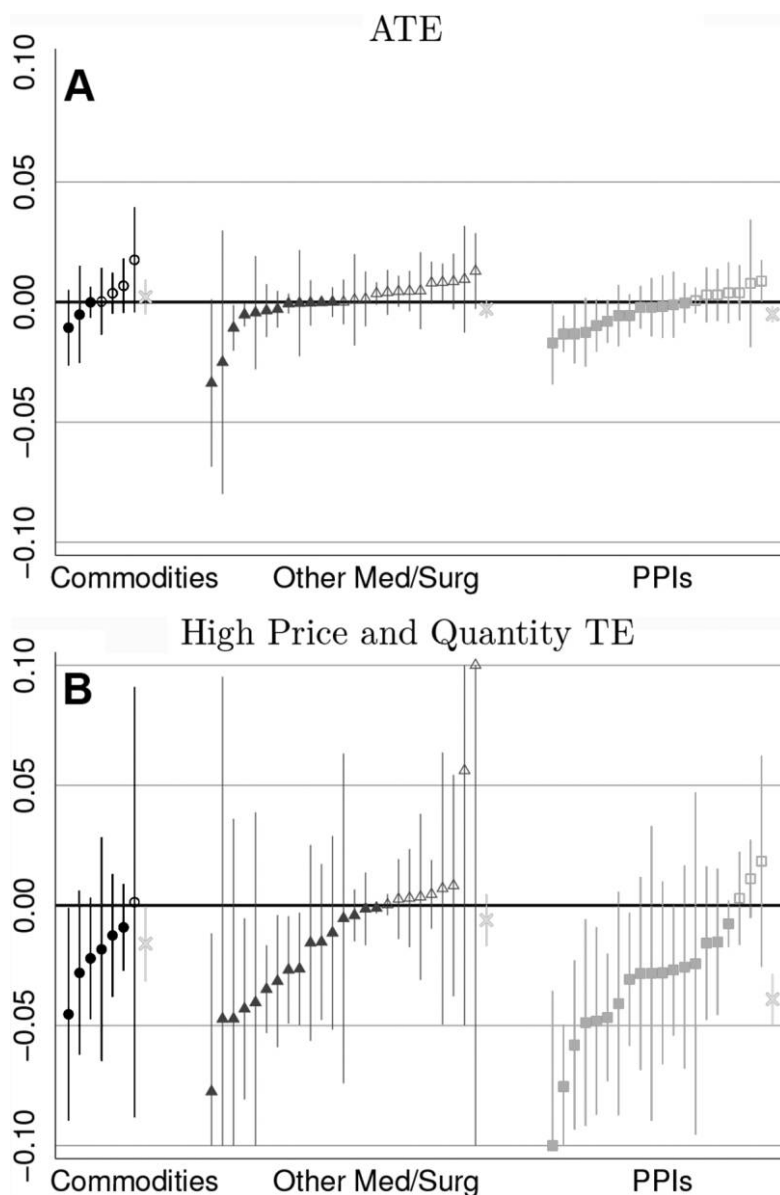 ATE
A
0.10
0.05
0.00
−0.05
−0.10
Commodities Other Med/Surg PPIs
High Price and Quantity TE
B
0.10
0.05
0.00
−0.05
−0.10
Commodities Other Med/Surg PPIs